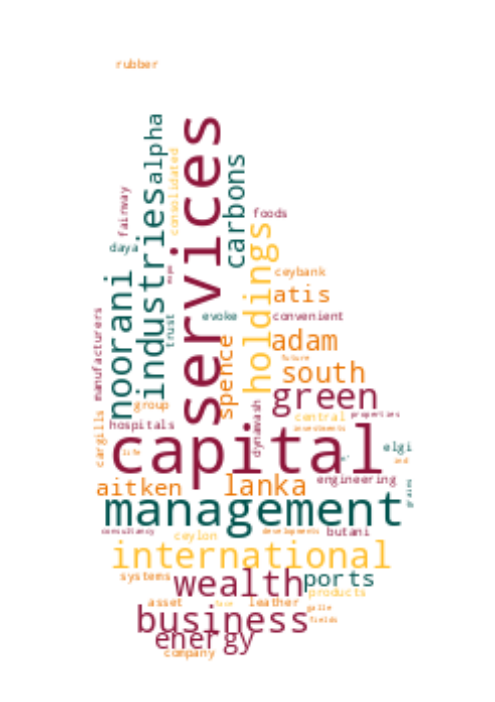 rubber
services
alpha
industries
consolidated
carbons
fairway
foods
holdings
daya
noorani
ceybank
atis
trust
evoke
convenient
manufacturers
spence
adam
future
south
green
group
cargills
hospitals
dynawash
central
properties
investments
capital
life
elgi
and
aitken
lanka
engineering
grains
management
consultancy
ceylon
developments
butani
international
systems
wealth
ports
products
asset
leather
galle
business
fields
energy
company